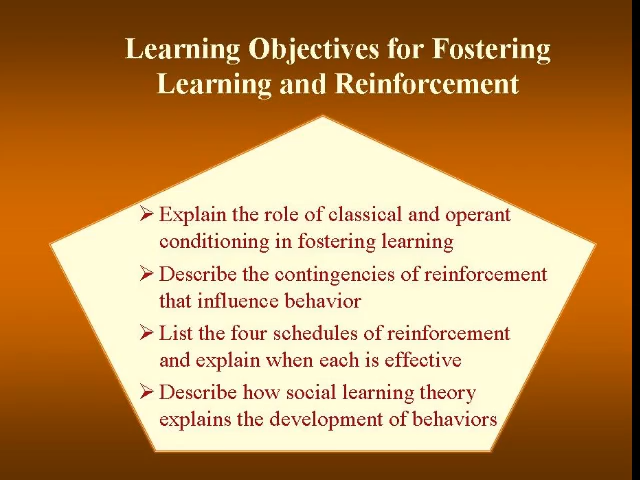 Learning Objectives for Fostering
Learning and Reinforcement
➢ Explain the role of classical and operant
conditioning in fostering learning
➢ Describe the contingencies of reinforcement
that influence behavior
➢ List the four schedules of reinforcement
and explain when each is effective
➢ Describe how social learning theory
explains the development of behaviors